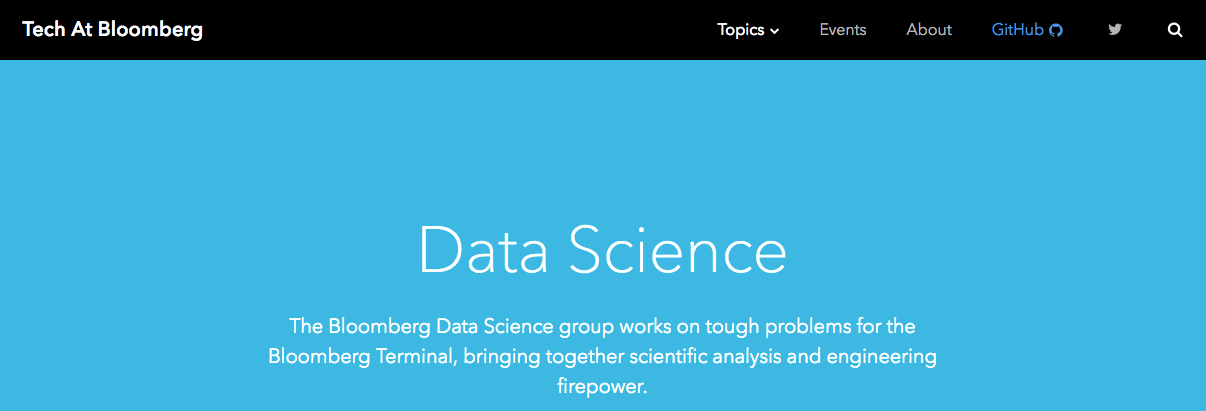 Tech At Bloomberg Topics Events About GitHub
Data Science
The Bloomberg Data Science group works on tough problems for the
Bloomberg Terminal, bringing together scientific analysis and engineering
firepower.